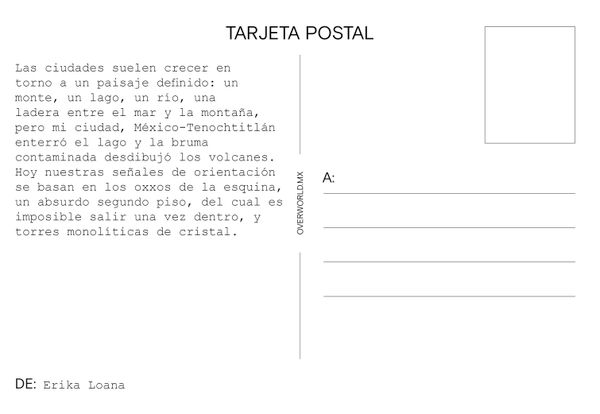 TARJETA POSTAL
Las ciudades suelen crecer en
torno a un paisaje definido: un
monte, un lago, un río, una
ladera entre el mar y la montaña,
pero mi ciudad, México-Tenochtitlán
enterró el lago y la bruma
contaminada desdibujó los volcanes.
Hoy nuestras señales de orientación
se basan en los oxxos de la esquina,
un absurdo segundo piso, del cual es
imposible salir una vez dentro, y
torres monolíticas de cristal.
DE: Erika Loana
OVERWORLD.MX
A: